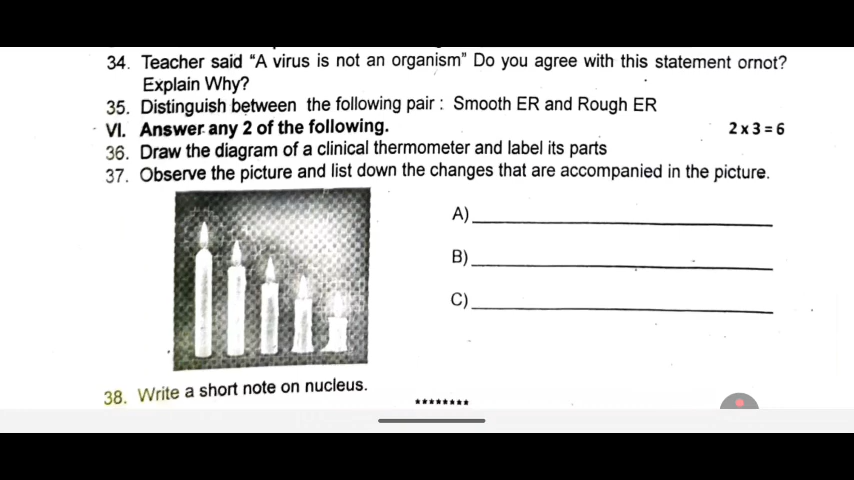 34. Teacher said "A virus is not an organism" Do you agree with this statement ornot?
Explain Why?
35. Distinguish between the following pair : Smooth ER and Rough ER
VI. Answer any 2 of the following. 2 x 3 = 6
36. Draw the diagram of a clinical thermometer and label its parts
37. Observe the picture and list down the changes that are accompanied in the picture.
A)
B)
C)
38. Write a short note on nucleus.
********